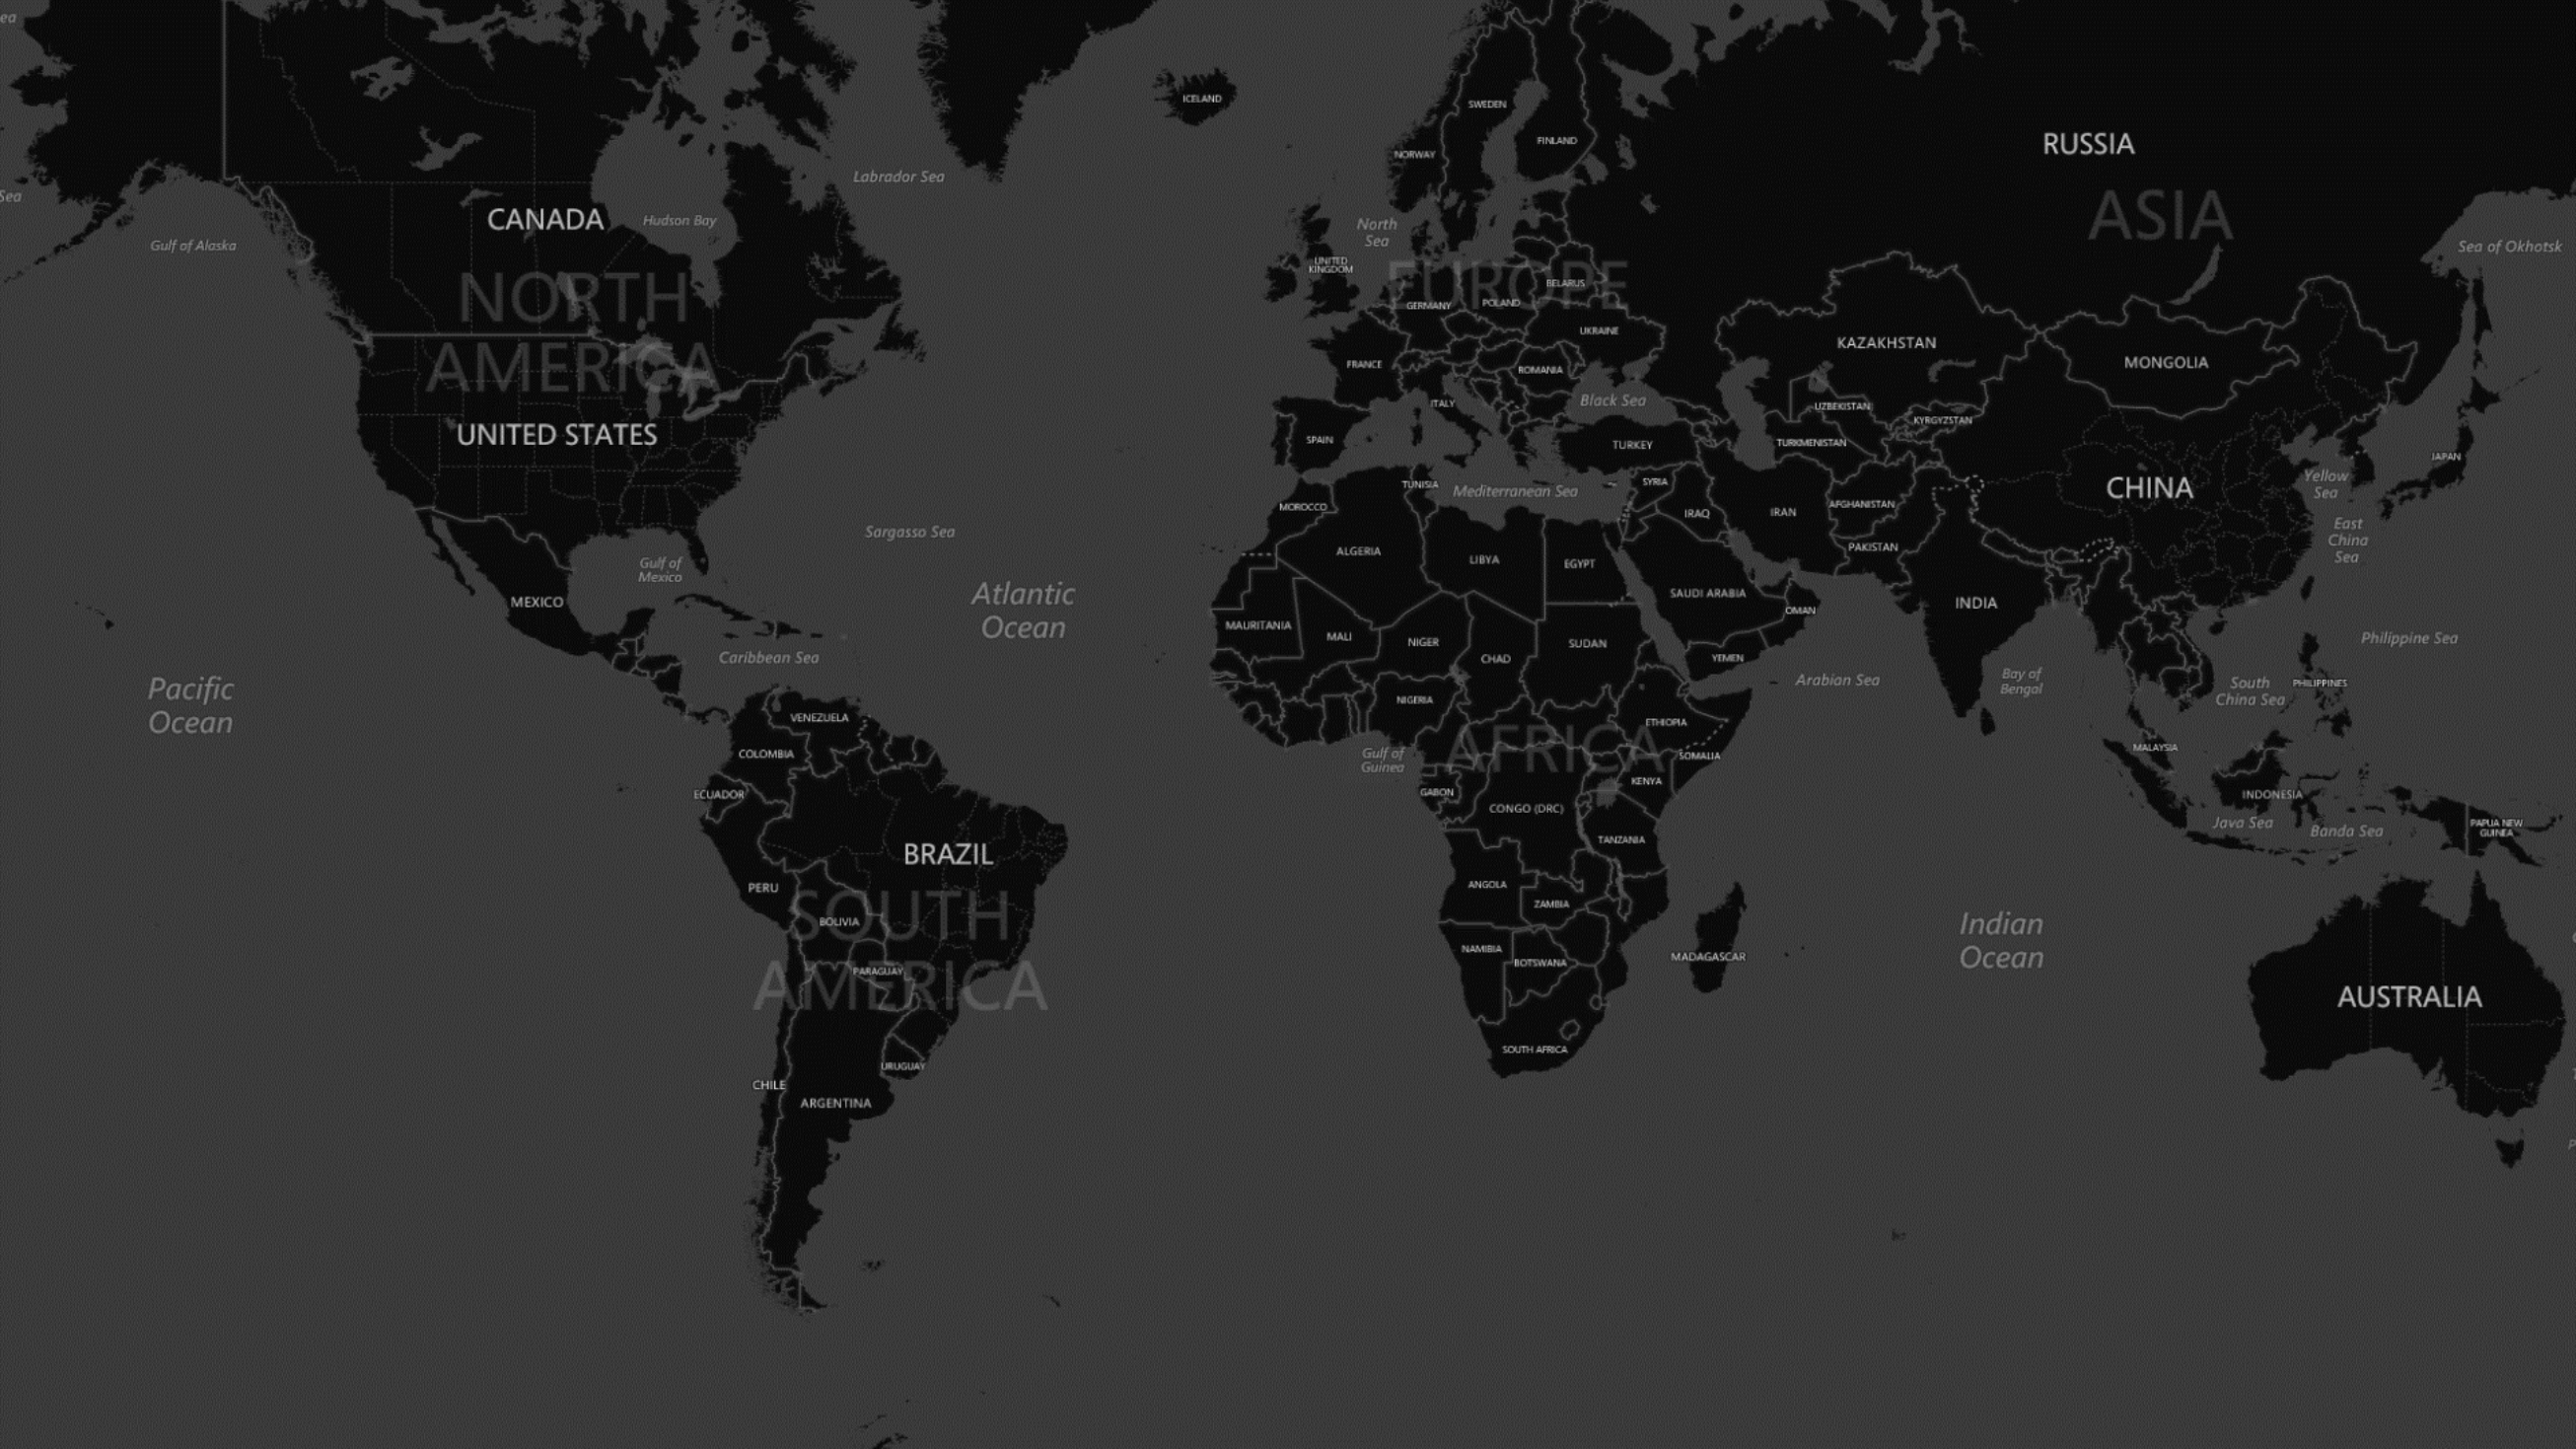 ea
Sea
ICELAND
SWEDEN
FINLAND
NORWAY
RUSSIA
ASIA
Labrador Sea
CANADA
Hudson Bay
Gulf of Alaska
North
Sea
Sea of Okhotsk
UNITED
KINGDOM
EUROPE
BELARUS
NORTH
AMERICA
GERMANY
POLAND
UKRAINE
KAZAKHSTAN
MONGOLIA
FRANCE
ROMANIA
ITALY
Black Sea
UZBEKISTAN
KYRGYZSTAN
UNITED STATES
SPAIN
TURKEY
TURKMENISTAN
JAPAN
TUNISIA
Mediterranean Sea
SYRIA
CHINA
Yellow
Sea
MOROCCO
IRAQ
IRAN
AFGHANISTAN
Sargasso Sea
East
China
Sea
ALGERIA
LIBYA
EGYPT
PAKISTAN
Gulf of
Mexico
MEXICO
Atlantic
Ocean
SAUDI ARABIA
OMAN
INDIA
MAURITANIA
MALI
NIGER
CHAD
SUDAN
YEMEN
Philippine Sea
Caribbean Sea
Arabian Sea
Bay of
Bengal
South
China Sea
PHILIPPINES
Pacific
Ocean
VENEZUELA
NIGERIA
ETHIOPIA
AFRICA
COLOMBIA
Gulf of
Guinea
SOMALIA
MALAYSIA
ECUADOR
GABON
KENYA
CONGO (DRC)
INDONESIA
Java Sea
Banda Sea
PAPUA NEW
GUINEA
TANZANIA
BRAZIL
PERU
ANGOLA
ZAMBIA
SOUTH
AMERICA
BOLIVIA
PARAGUAY
NAMIBIA
BOTSWANA
MADAGASCAR
Indian
Ocean
AUSTRALIA
SOUTH AFRICA
URUGUAY
CHILE
ARGENTINA